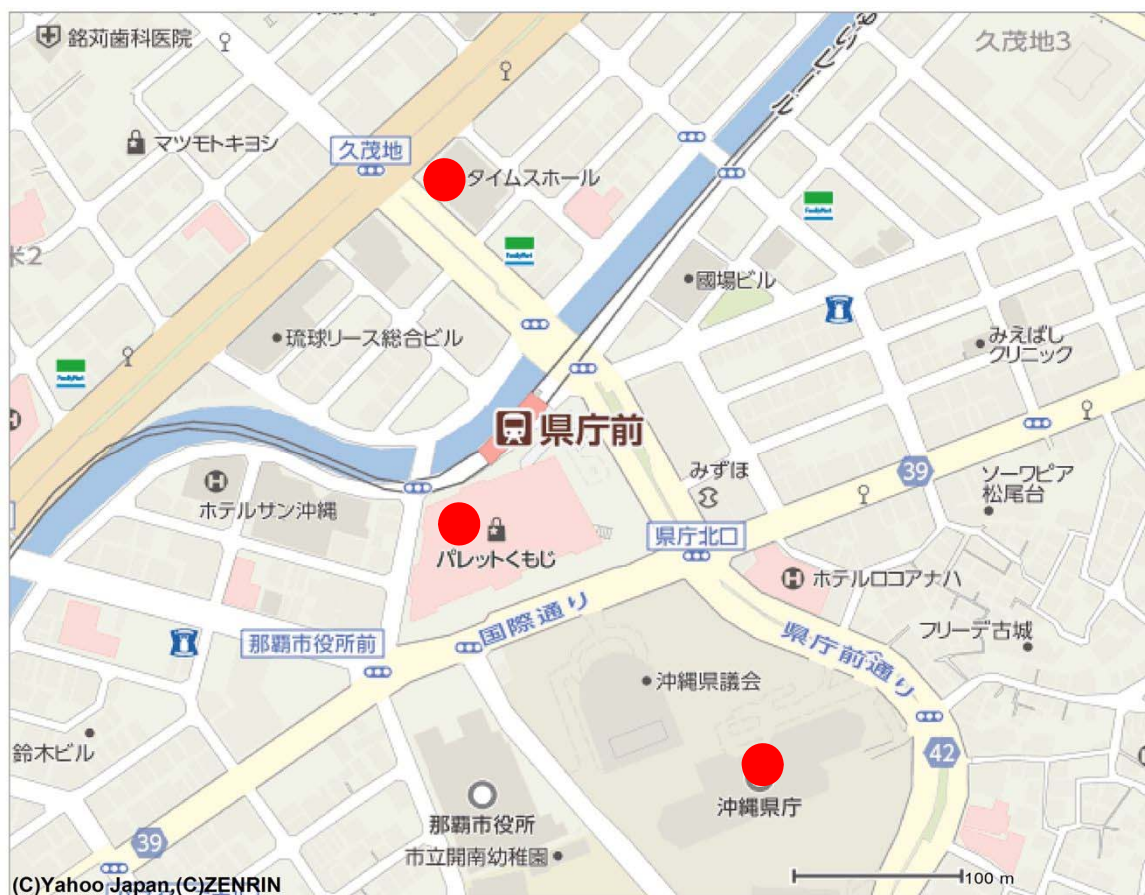 銘苅歯科医院
久茂地3
マツモトキヨシ
久茂地
タイムスホール
FamilyMart
FamilyMart
米2
國場ビル
琉球リース総合ビル
みえばし
クリニック
FamilyMart
県庁前
39
みずほ
ソーワピア
松尾台
ホテルサン沖縄
県庁北口
パレットくもじ
ホテルロコアナハ
国際通り
フリーデ古城
那覇市役所前
県庁前通り
沖縄県議会
鈴木ビル
42
沖縄県庁
那覇市役所
39
市立開南幼稚園
100 m
(C)Yahoo Japan,(C)ZENRIN